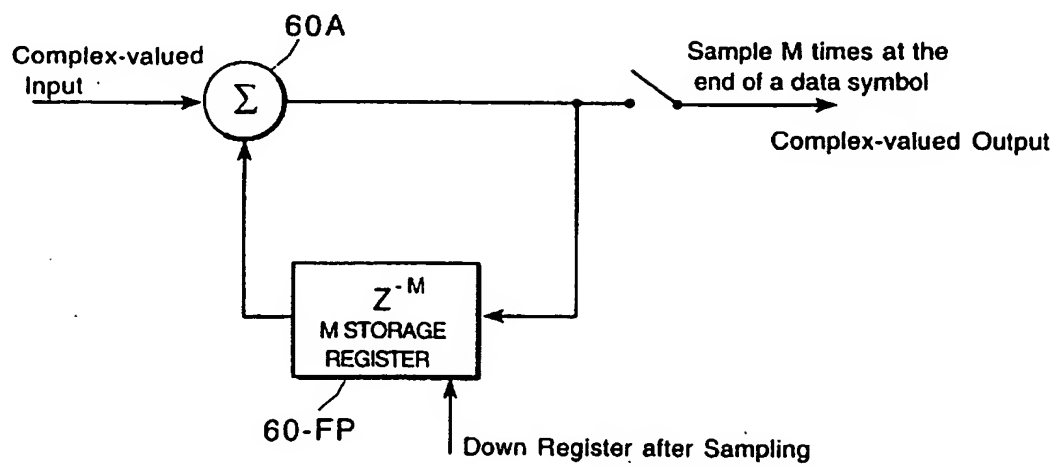 60A
Complex-valued
Input
Σ
Sample M times at the
end of a data symbol
Complex-valued Output
Z-M
M STORAGE
REGISTER
60-FP
Down Register after Sampling